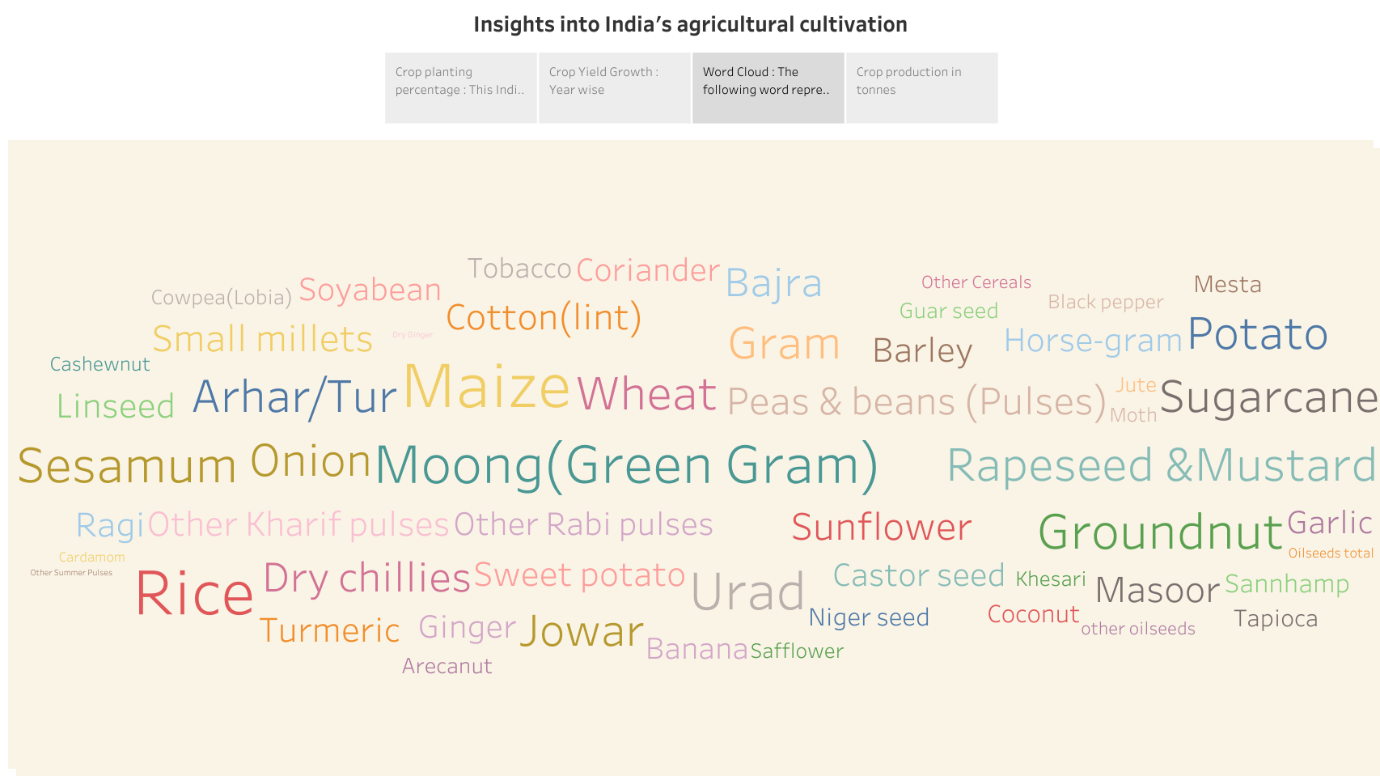 Insights into India's agricultural cultivation
Crop planting
percentage : This Indi..
Crop Yield Growth :
Year wise
Word Cloud : The
following word repre..
Crop production in
tonnes
Tobacco
Coriander
Bajra
Other Cereals
Mesta
Cowpea(Lobia)
Soyabean
Cotton(lint)
Guar seed
Black pepper
Small millets
Dry Ginger
Gram
Barley
Horse-gram
Potato
Cashewnut
Linseed
Arhar/Tur
Maize
Wheat
Peas & beans (Pulses)
Jute
Moth
Sugarcane
Sesamum
Onion
Moong(Green Gram)
Rapeseed &Mustard
Ragi
Other Kharif pulses
Other Rabi pulses
Sunflower
Groundnut
Garlic
Cardamom
Oilseeds total
Other Summer Pulses
Rice
Dry chillies
Sweet potato
Urad
Castor seed
Khesari
Masoor
Sannhamp
Turmeric
Ginger
Jowar
Niger seed
Coconut
other oilseeds
Tapioca
Banana
Safflower
Arecanut